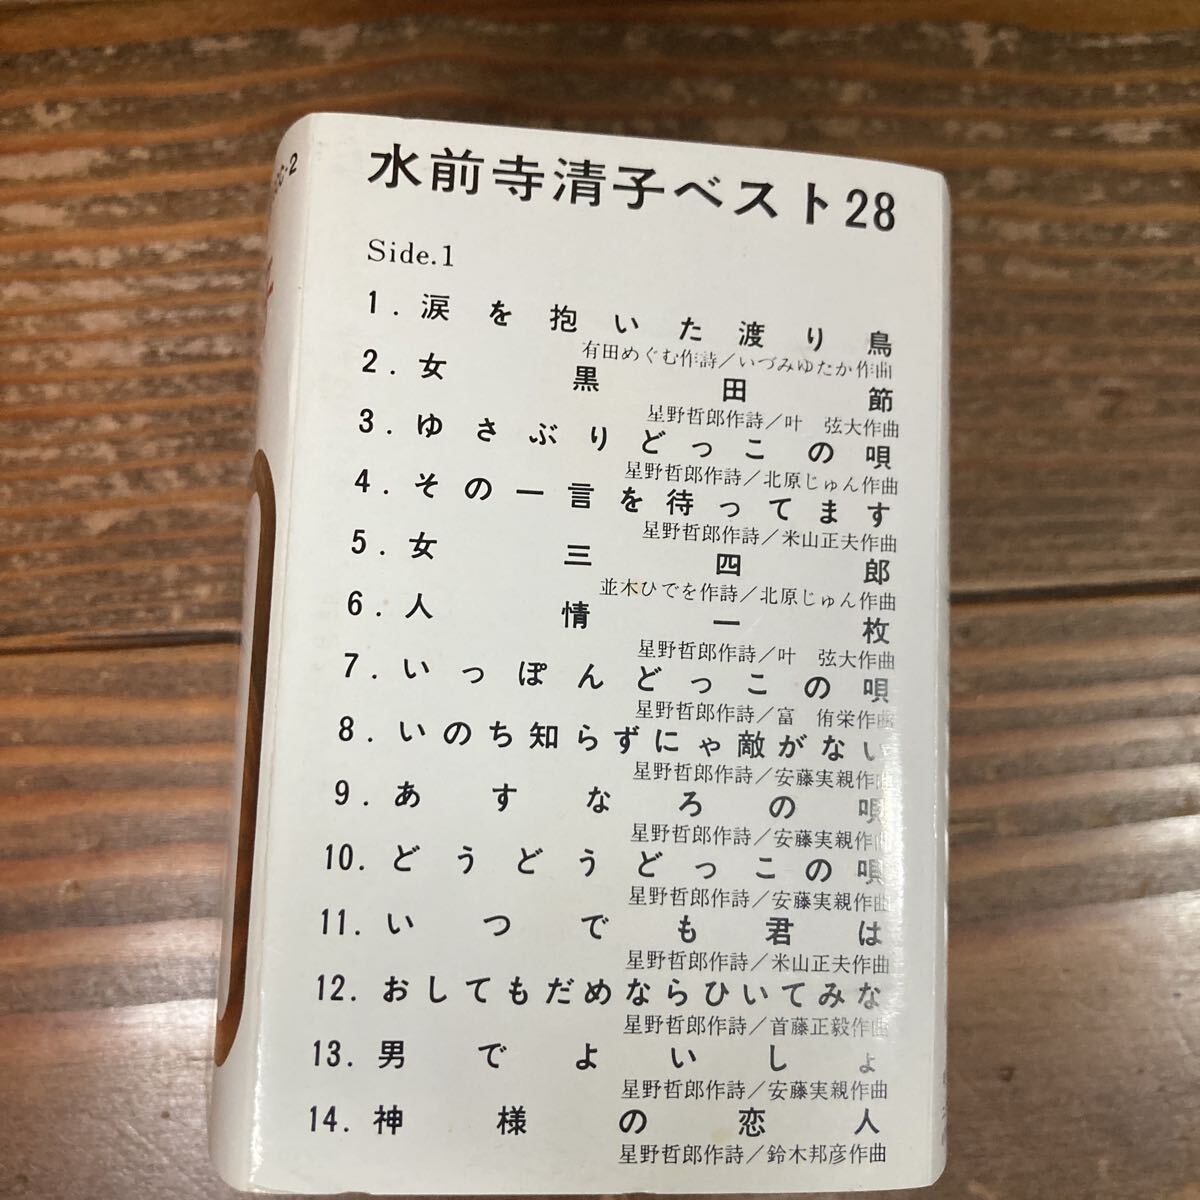 水前寺清子ベスト28
Side.1
1. 涙を抱いた渡り鳥
有田めぐむ作詩／いづみゆたか作曲
2. 女黒田節
星野哲郎作詩／叶 弦大作曲
3. ゆさぶりどっこの唄
星野哲郎作詩／北原じゅん作曲
4. その一言を待ってます
星野哲郎作詩／米山正夫作曲
5. 女三四郎
並木ひでを作詩／北原じゅん作曲
6. 人情一枚
星野哲郎作詩／叶 弦大作曲
7. いっぽんどっこの唄
星野哲郎作詩／富 侑栄作曲
8. いのち知らずにゃ敵がない
星野哲郎作詩／安藤実親作曲
9. あすなろの唄
星野哲郎作詩／安藤実親作曲
10. どうどうどっこの唄
星野哲郎作詩／安藤実親作曲
11. いつでも君は
星野哲郎作詩／米山正夫作曲
12. おしてもだめならひいてみな
星野哲郎作詩／首藤正毅作曲
13. 男でよいしょ
星野哲郎作詩／安藤実親作曲
14. 神様の恋人
星野哲郎作詩／鈴木邦彦作曲